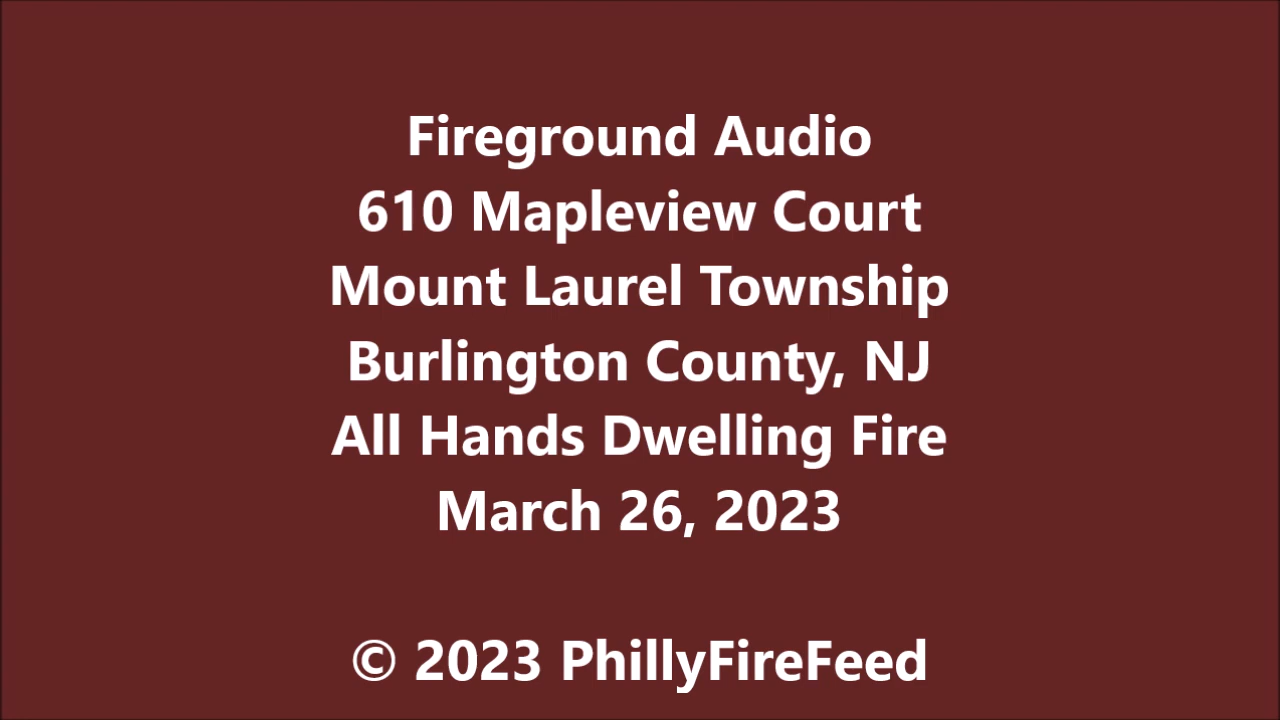 Fireground Audio
610 Mapleview Court
Mount Laurel Township
Burlington County, NJ
All Hands Dwelling Fire
March 26, 2023
© 2023 PhillyFireFeed